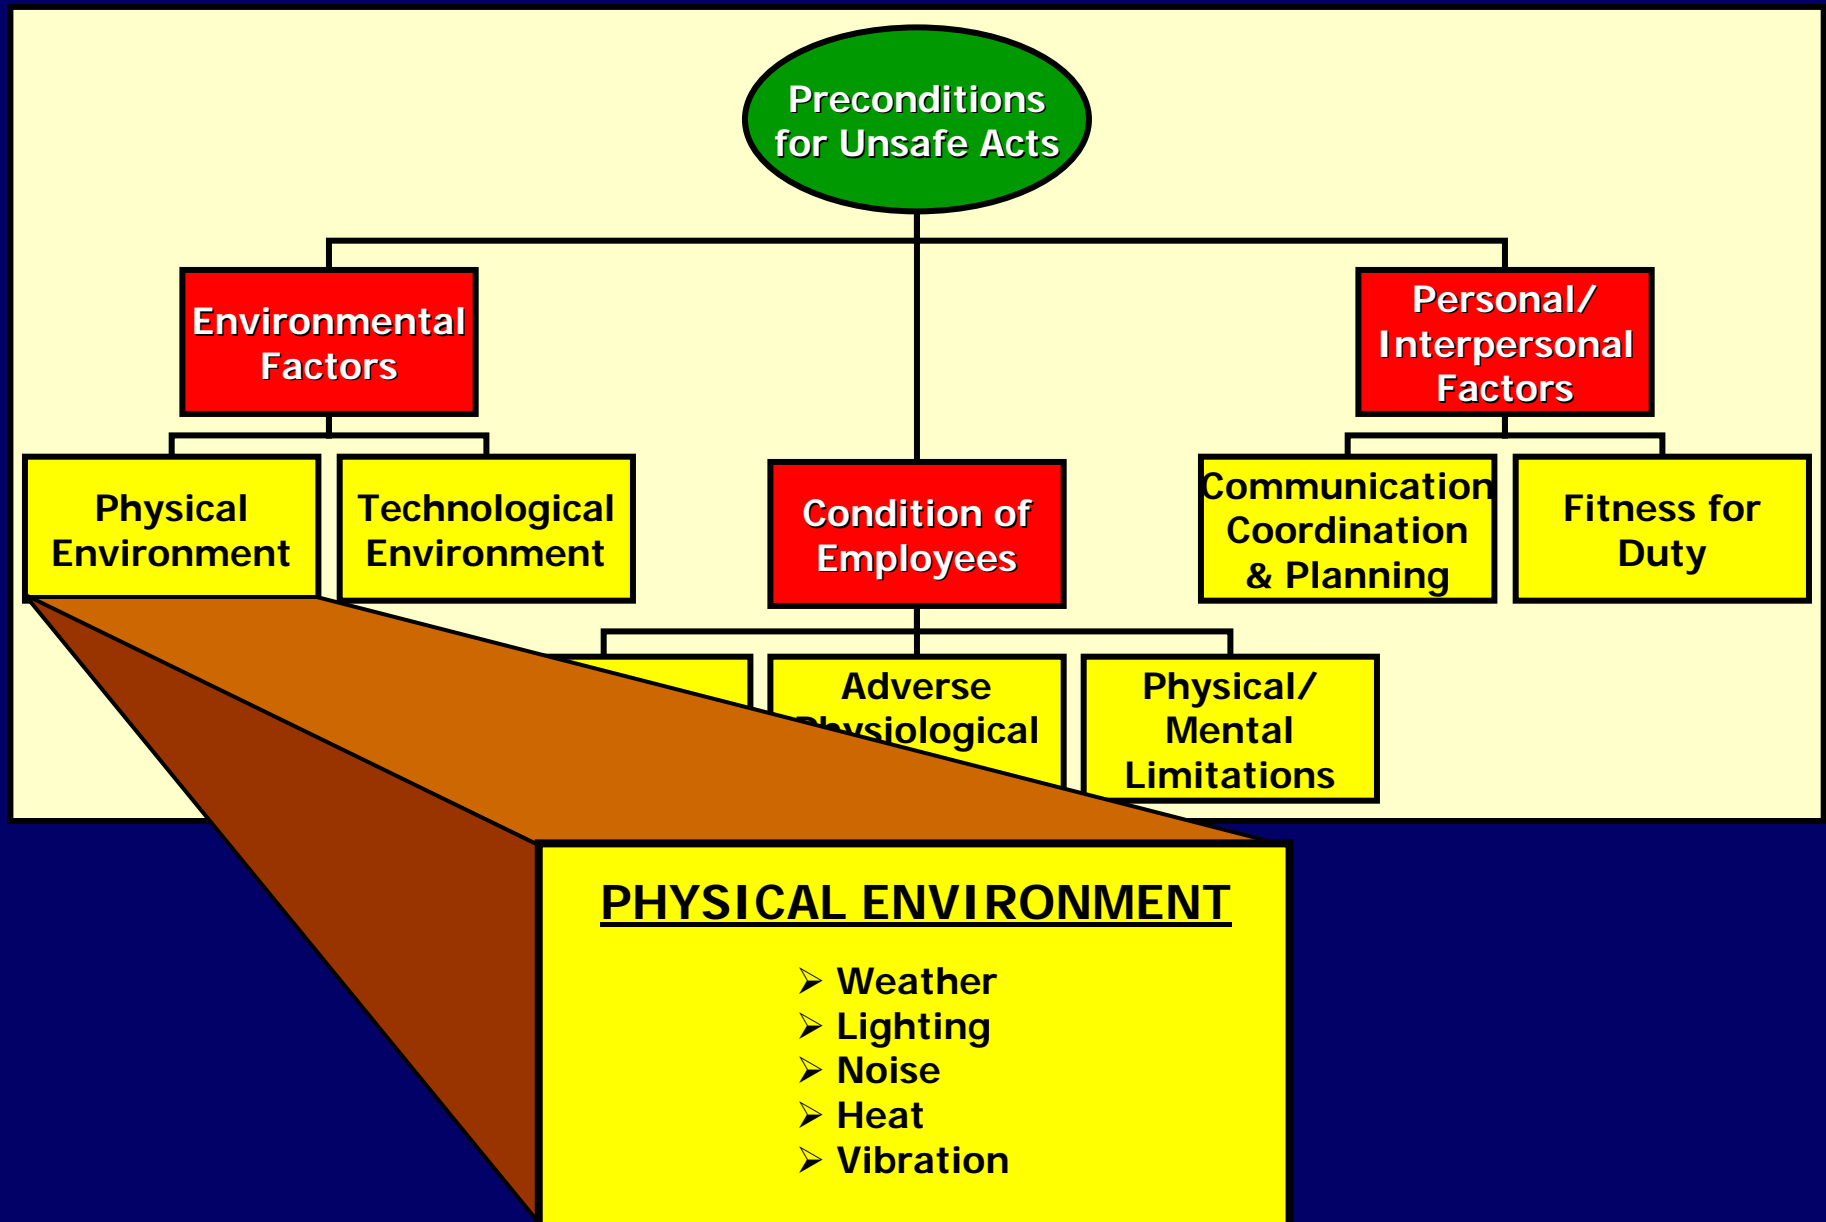 Preconditions
for Unsafe Acts
Environmental
Factors
Personal/
Interpersonal
Factors
Physical
Environment
Technological
Environment
Condition of
Employees
Communication
Coordination
& Planning
Fitness for
Duty
Adverse
Physiological
Physical/
Mental
Limitations
PHYSICAL ENVIRONMENT
➢ Weather
➢ Lighting
➢ Noise
➢ Heat
➢ Vibration